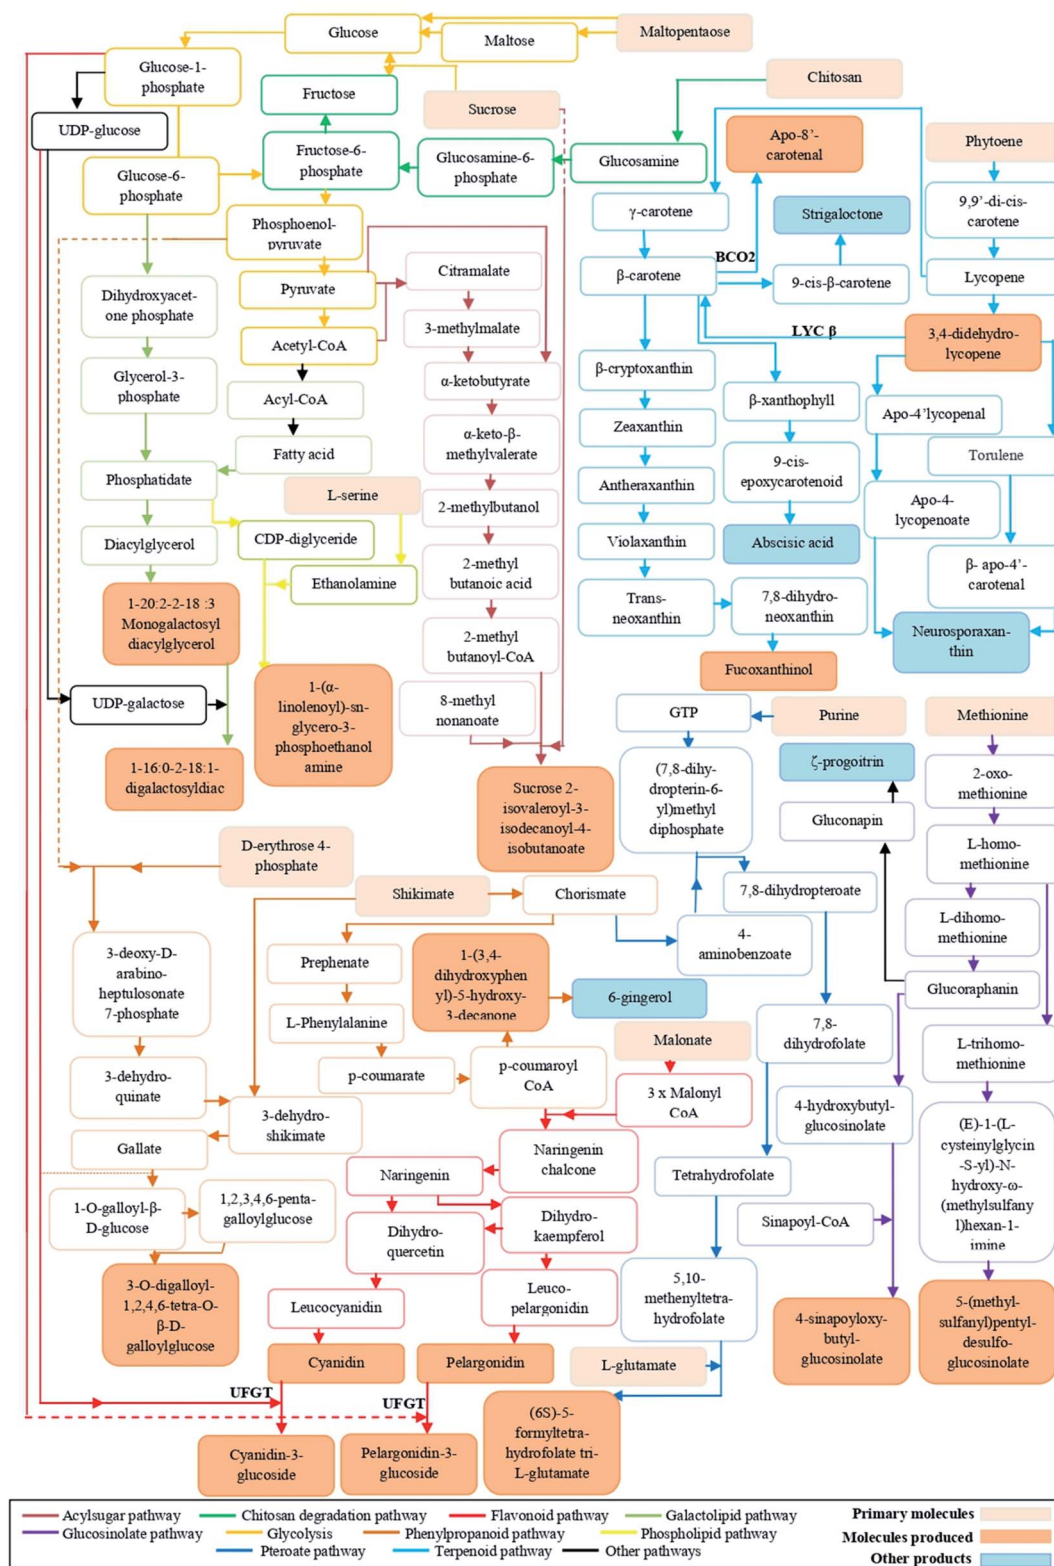 Glucose
Maltose
Maltopentaose
Glucose-1-
phosphate
Chitosan
Fructose
Sucrose
UDP-glucose
Apo-8’-
carotenal
Phytoene
Fructose-6-
phosphate
Glucosamine-6-
phosphate
Glucosamine
Glucose-6-
phosphate
γ-carotene
Strigaloctone
9,9’-di-cis-
carotene
Phosphoenol-
pyruvate
BCO2
Citramalate
β-carotene
9-cis-β-carotene
Lycopene
Pyruvate
Dihydroxyacet-
one phosphate
3-methylmalate
LYC β
3,4-didehydro-
lycopene
Acetyl-CoA
Glycerol-3-
phosphate
α-ketobutyrate
β-cryptoxanthin
β-xanthophyll
Apo-4’lycopenal
Acyl-CoA
Zeaxanthin
α-keto-β-
methylvalerate
Fatty acid
9-cis-
epoxycarotenoid
Torulene
Phosphatidate
L-serine
Antheraxanthin
2-methylbutanol
Apo-4-
lycopenoate
Diacylglycerol
CDP-diglyceride
Violaxanthin
Abscisic acid
2-methyl
butanoic acid
Ethanolamine
β- apo-4’-
carotenal
1-20:2-2-18 :3
Monogalactosyl
diacylglycerol
Trans-
neoxanthin
7,8-dihydro-
neoxanthin
2-methyl
butanoyl-CoA
Neurosporaxan-
thin
Fucoxanthinol
UDP-galactose
1-(α-
linolenoyl)-sn-
glycero-3-
phosphoethanol
amine
8-methyl
nonanoate
GTP
Purine
Methionine
1-16:0-2-18:1-
digalactosyldiac
ζ-progoitrin
(7,8-dihy-
dropterin-6-
yl)methyl
diphosphate
2-oxo-
methionine
Sucrose 2-
isovaleroyl-3-
isodecanoyl-4-
isobutanoate
Gluconapin
D-erythrose 4-
phosphate
L-homo-
methionine
Shikimate
Chorismate
7,8-dihydropteroate
L-dihomo-
methionine
3-deoxy-D-
arabino-
heptulosonate
7-phosphate
4-
aminobenzoate
Prephenate
1-(3,4-
dihydroxyphen
yl)-5-hydroxy-
3-decanone
6-gingerol
Glucoraphanin
L-Phenylalanine
7,8-
dihydrofolate
Malonate
L-trihomo-
methionine
3-dehydro-
quinate
p-coumarate
p-coumaroyl
CoA
3 x Malonyl
CoA
4-hydroxybutyl-
glucosinolate
3-dehydro-
shikimate
(E)-1-(L-
cysteinylglycin
-S-yl)-N-
hydroxy-ω-
(methylsulfany
l)hexan-1-
imine
Gallate
Naringenin
Naringenin
chalcone
Tetrahydrofolate
1-O-galloyl-β-
D-glucose
1,2,3,4,6-penta-
galloylglucose
Dihydro-
quercetin
Dihydro-
kaempferol
Sinapoyl-CoA
3-O-digalloyl-
1,2,4,6-tetra-O-
β-D-
galloylglucose
Leucocyanidin
Leuco-
pelargonidin
5,10-
methenyltetra-
hydrofolate
4-sinapoyloxy-
butyl-
glucosinolate
5-(methyl-
sulfanyl)pentyl-
desulfo-
glucosinolate
Cyanidin
Pelargonidin
L-glutamate
UFGT
UFGT
(6S)-5-
formyltetra-
hydrofolate tri-
L-glutamate
Cyanidin-3-
glucoside
Pelargonidin-3-
glucoside
Acylsugar pathway
Chitosan degradation pathway
Flavonoid pathway
Galactolipid pathway
Primary molecules
Glucosinolate pathway
Glycolysis
Phenylpropanoid pathway
Phospholipid pathway
Molecules produced
Pteroate pathway
Terpenoid pathway
Other pathways
Other products